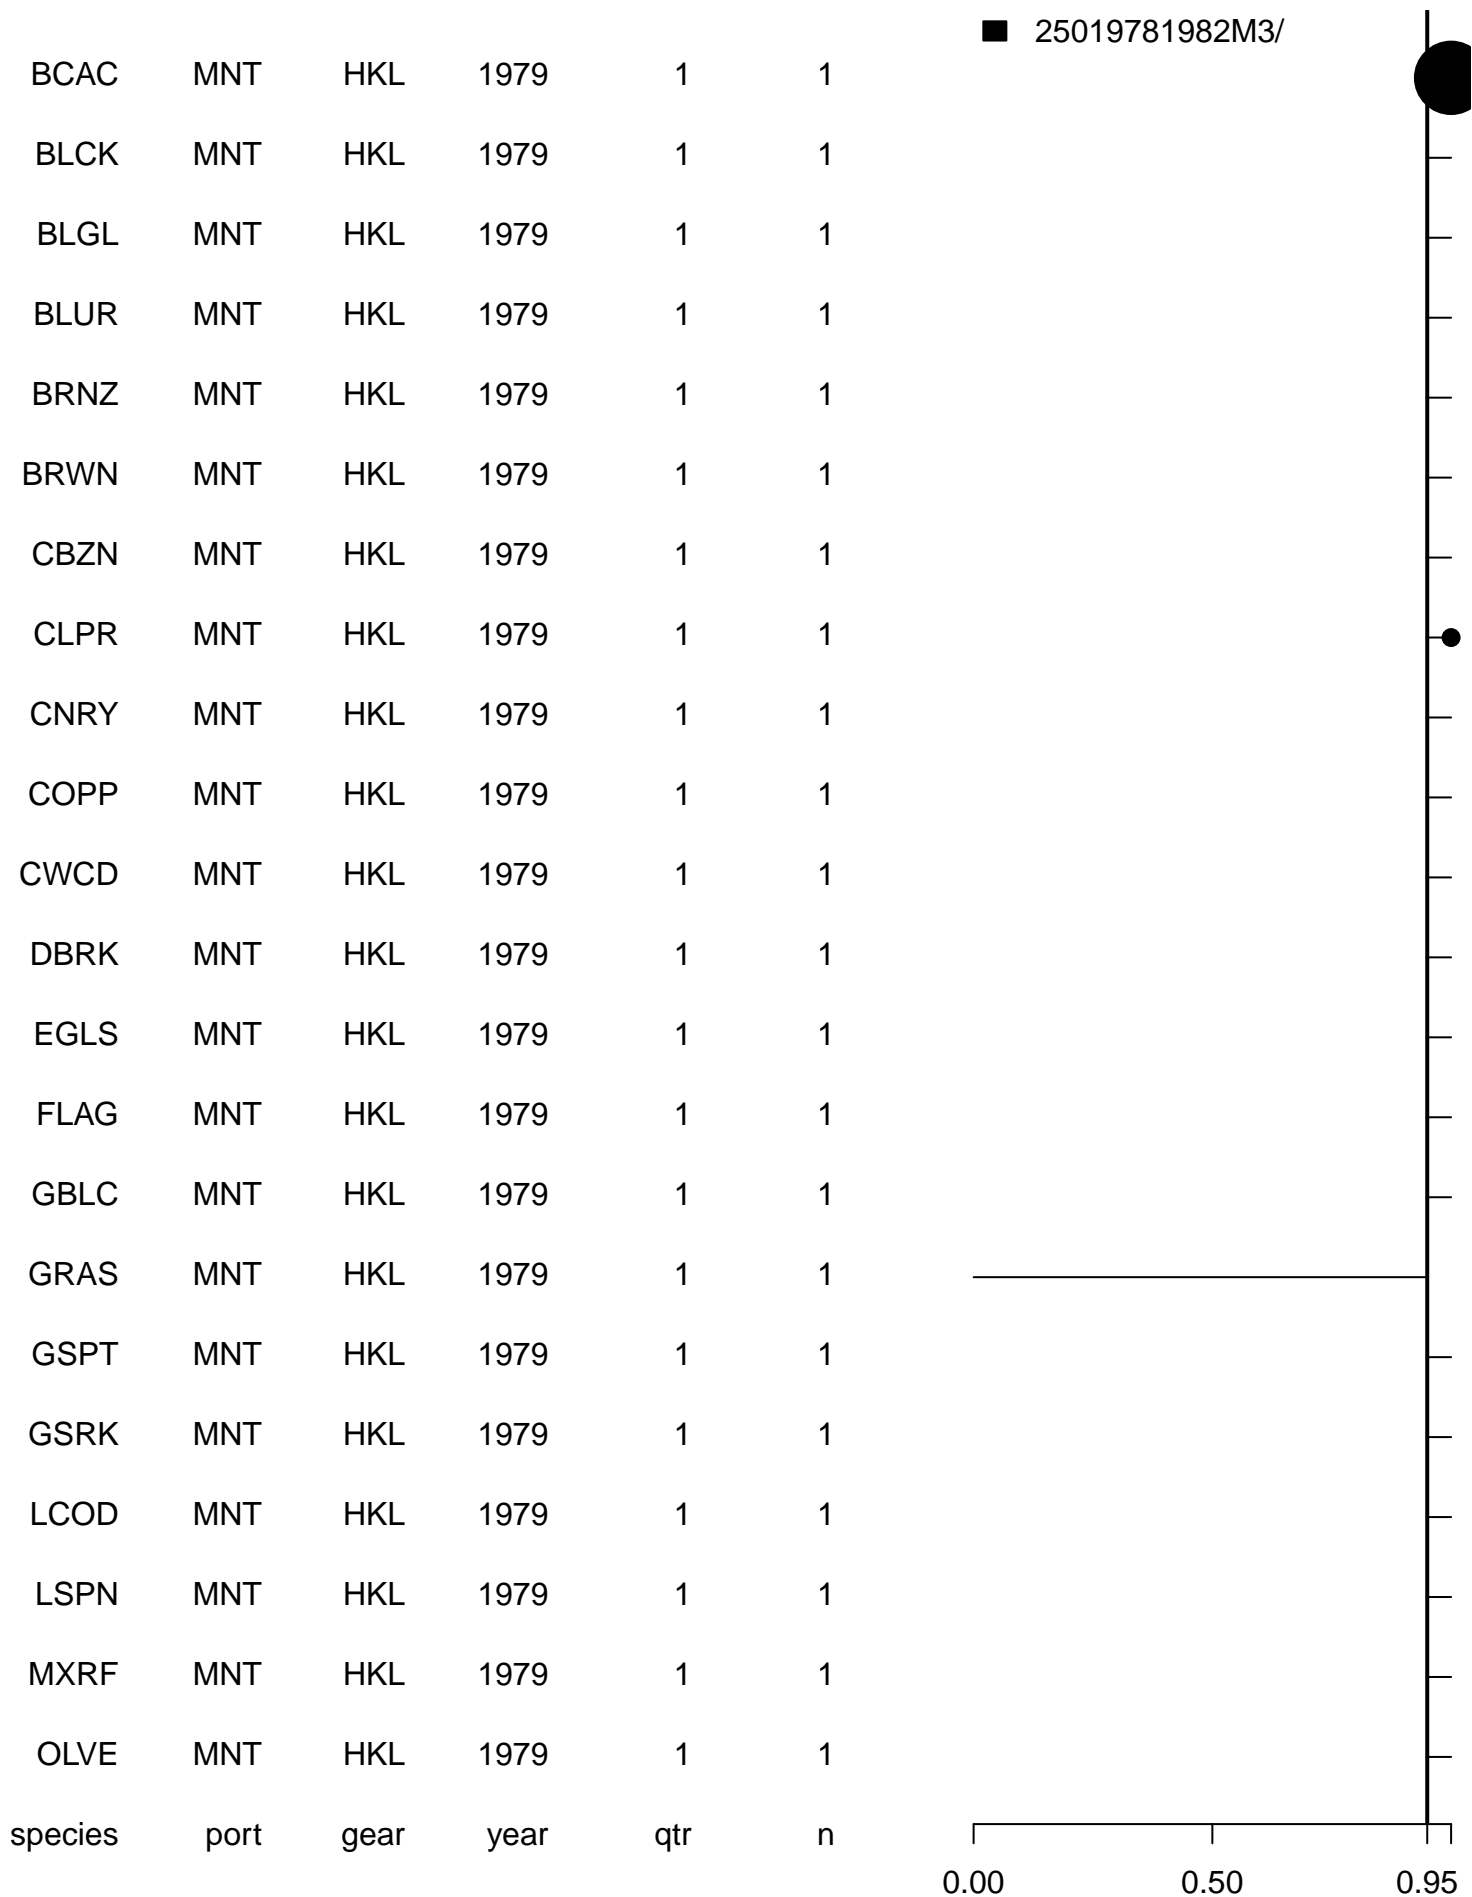 25019781982M3/
BCAC MNT HKL 1979 1 1
BLCK MNT HKL 1979 1 1
BLGL MNT HKL 1979 1 1
BLUR MNT HKL 1979 1 1
BRNZ MNT HKL 1979 1 1
BRWN MNT HKL 1979 1 1
CBZN MNT HKL 1979 1 1
CLPR MNT HKL 1979 1 1
CNRY MNT HKL 1979 1 1
COPP MNT HKL 1979 1 1
CWCD MNT HKL 1979 1 1
DBRK MNT HKL 1979 1 1
EGLS MNT HKL 1979 1 1
FLAG MNT HKL 1979 1 1
GBLC MNT HKL 1979 1 1
GRAS MNT HKL 1979 1 1
GSPT MNT HKL 1979 1 1
GSRK MNT HKL 1979 1 1
LCOD MNT HKL 1979 1 1
LSPN MNT HKL 1979 1 1
MXRF MNT HKL 1979 1 1
OLVE MNT HKL 1979 1 1
species port gear year qtr n
0.00 0.50 0.95